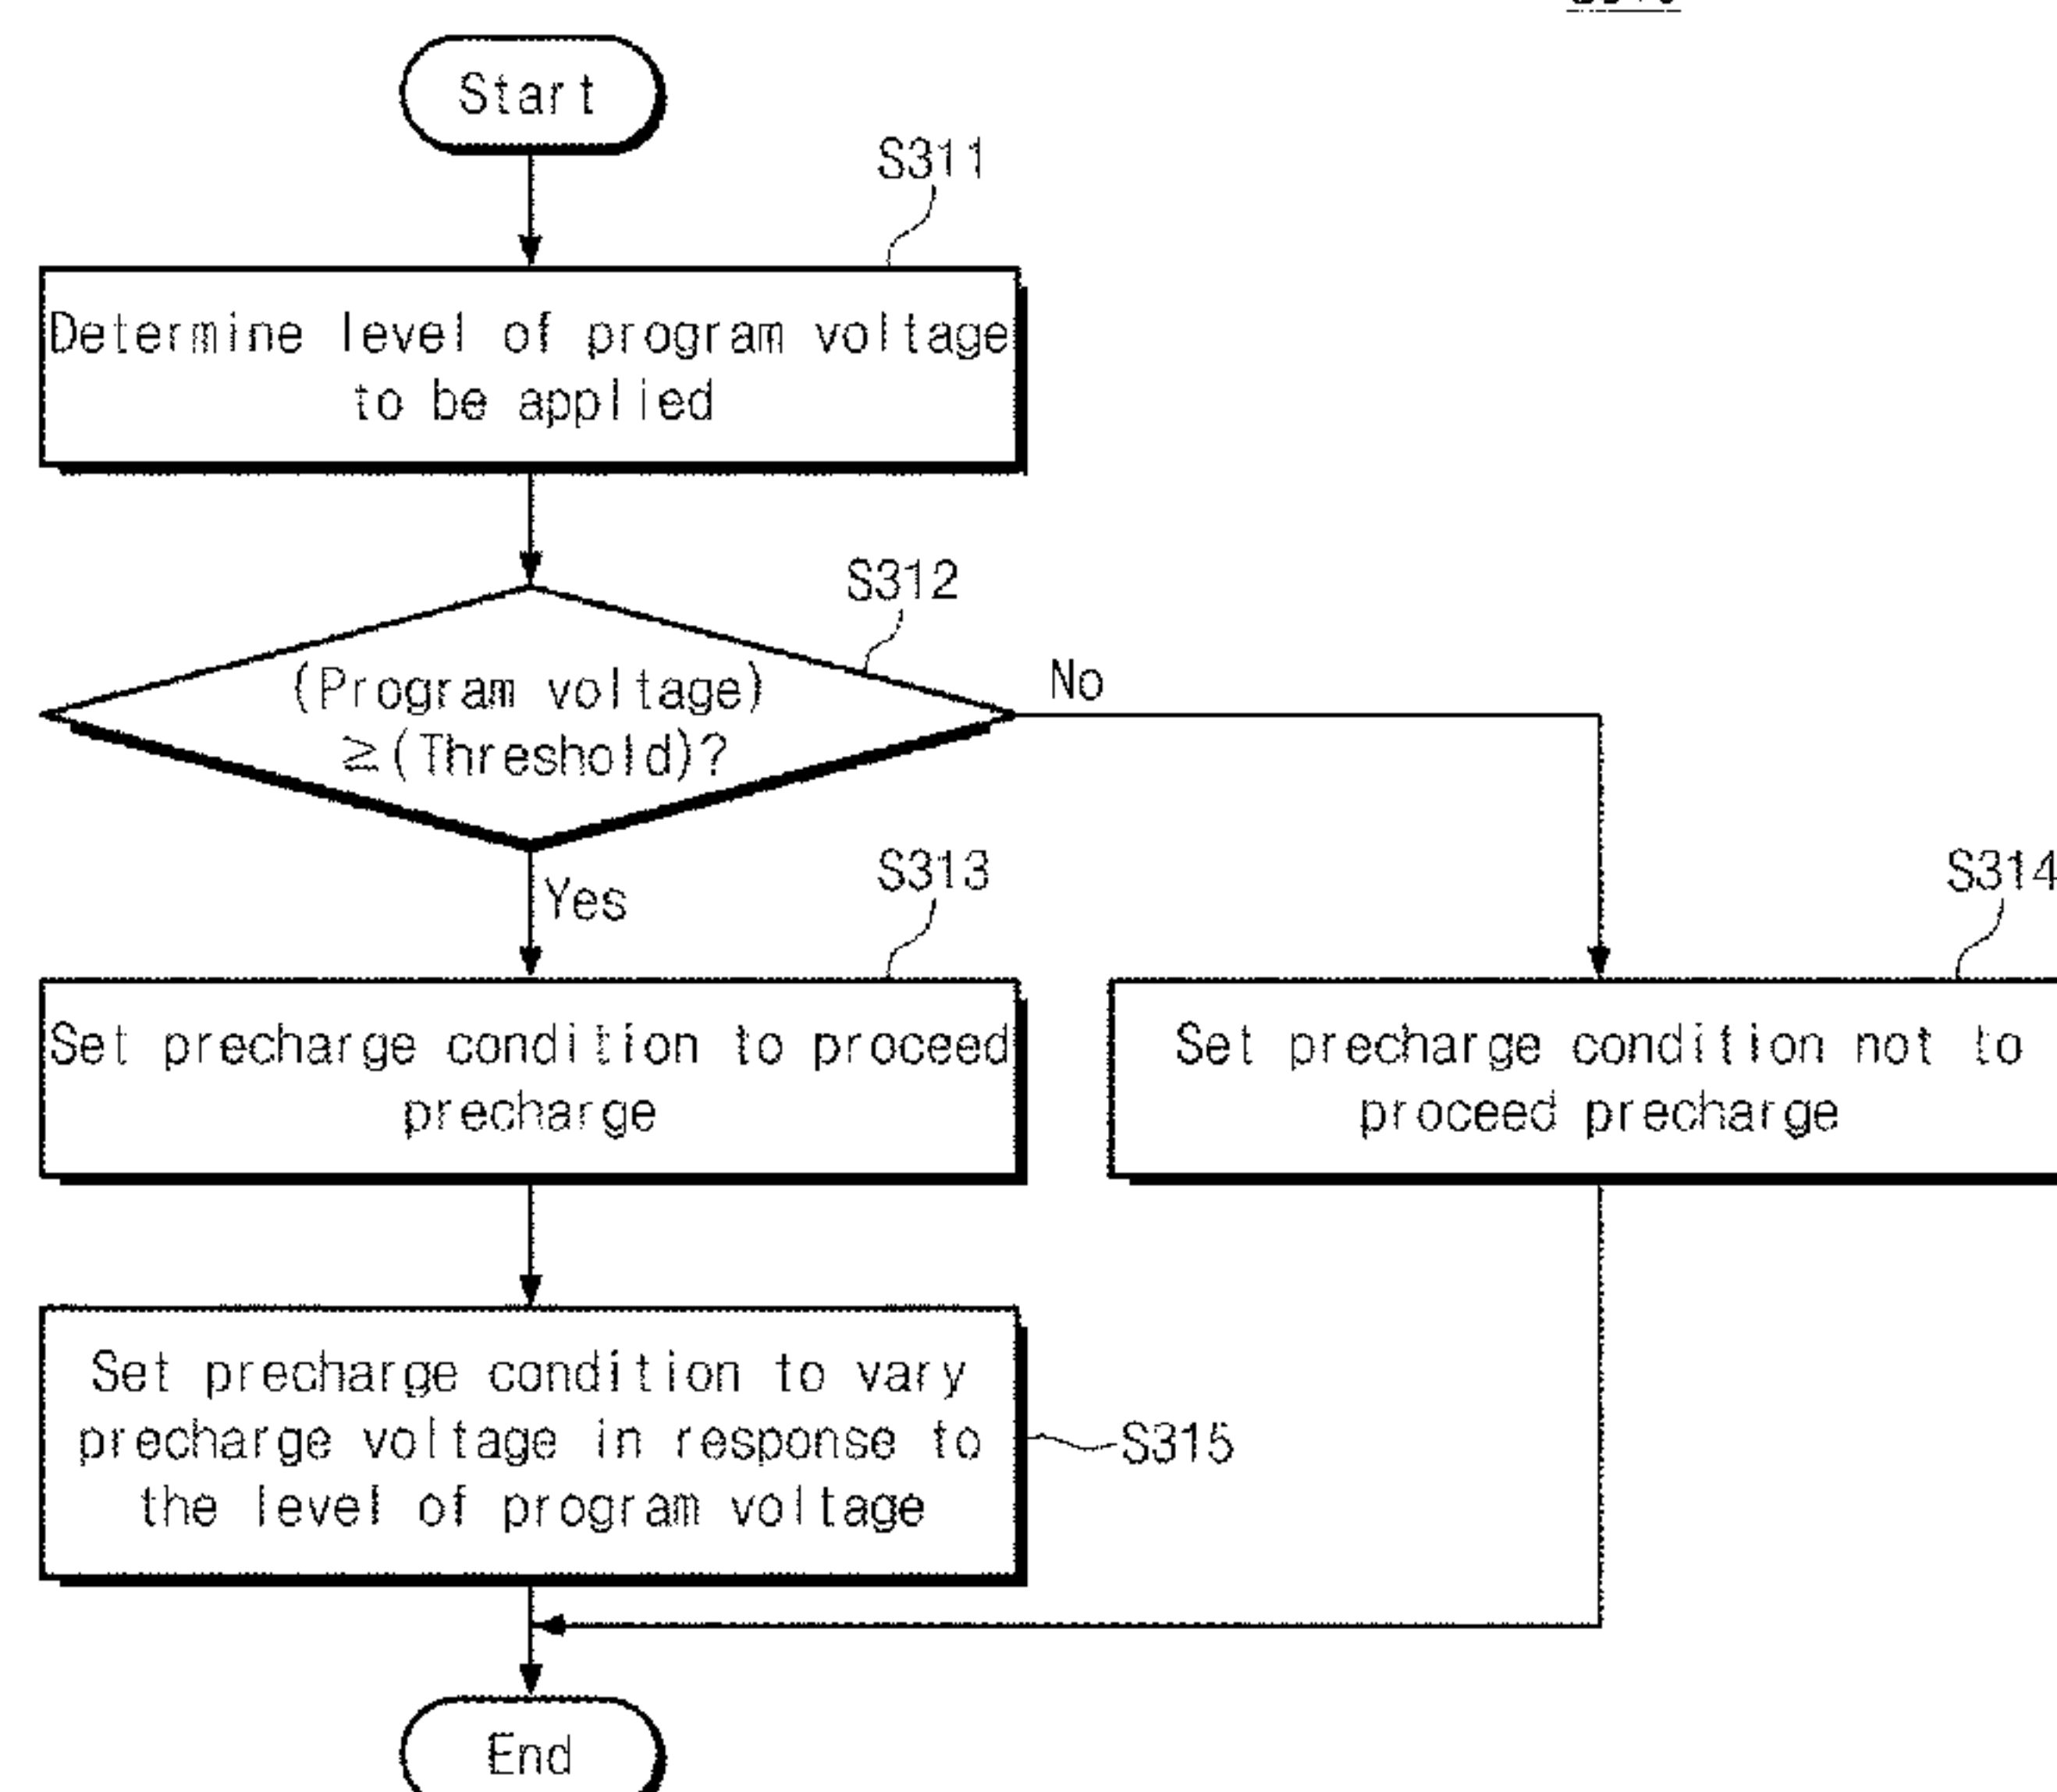 Start
S311
Determine level of program voltage
to be applied
S312
(Program voltage)
≥(Threshold)?
No
Yes
S313
S314
Set precharge condition to proceed
precharge
Set precharge condition not to
proceed precharge
Set precharge condition to vary
precharge voltage in response to
the level of program voltage
S315
End